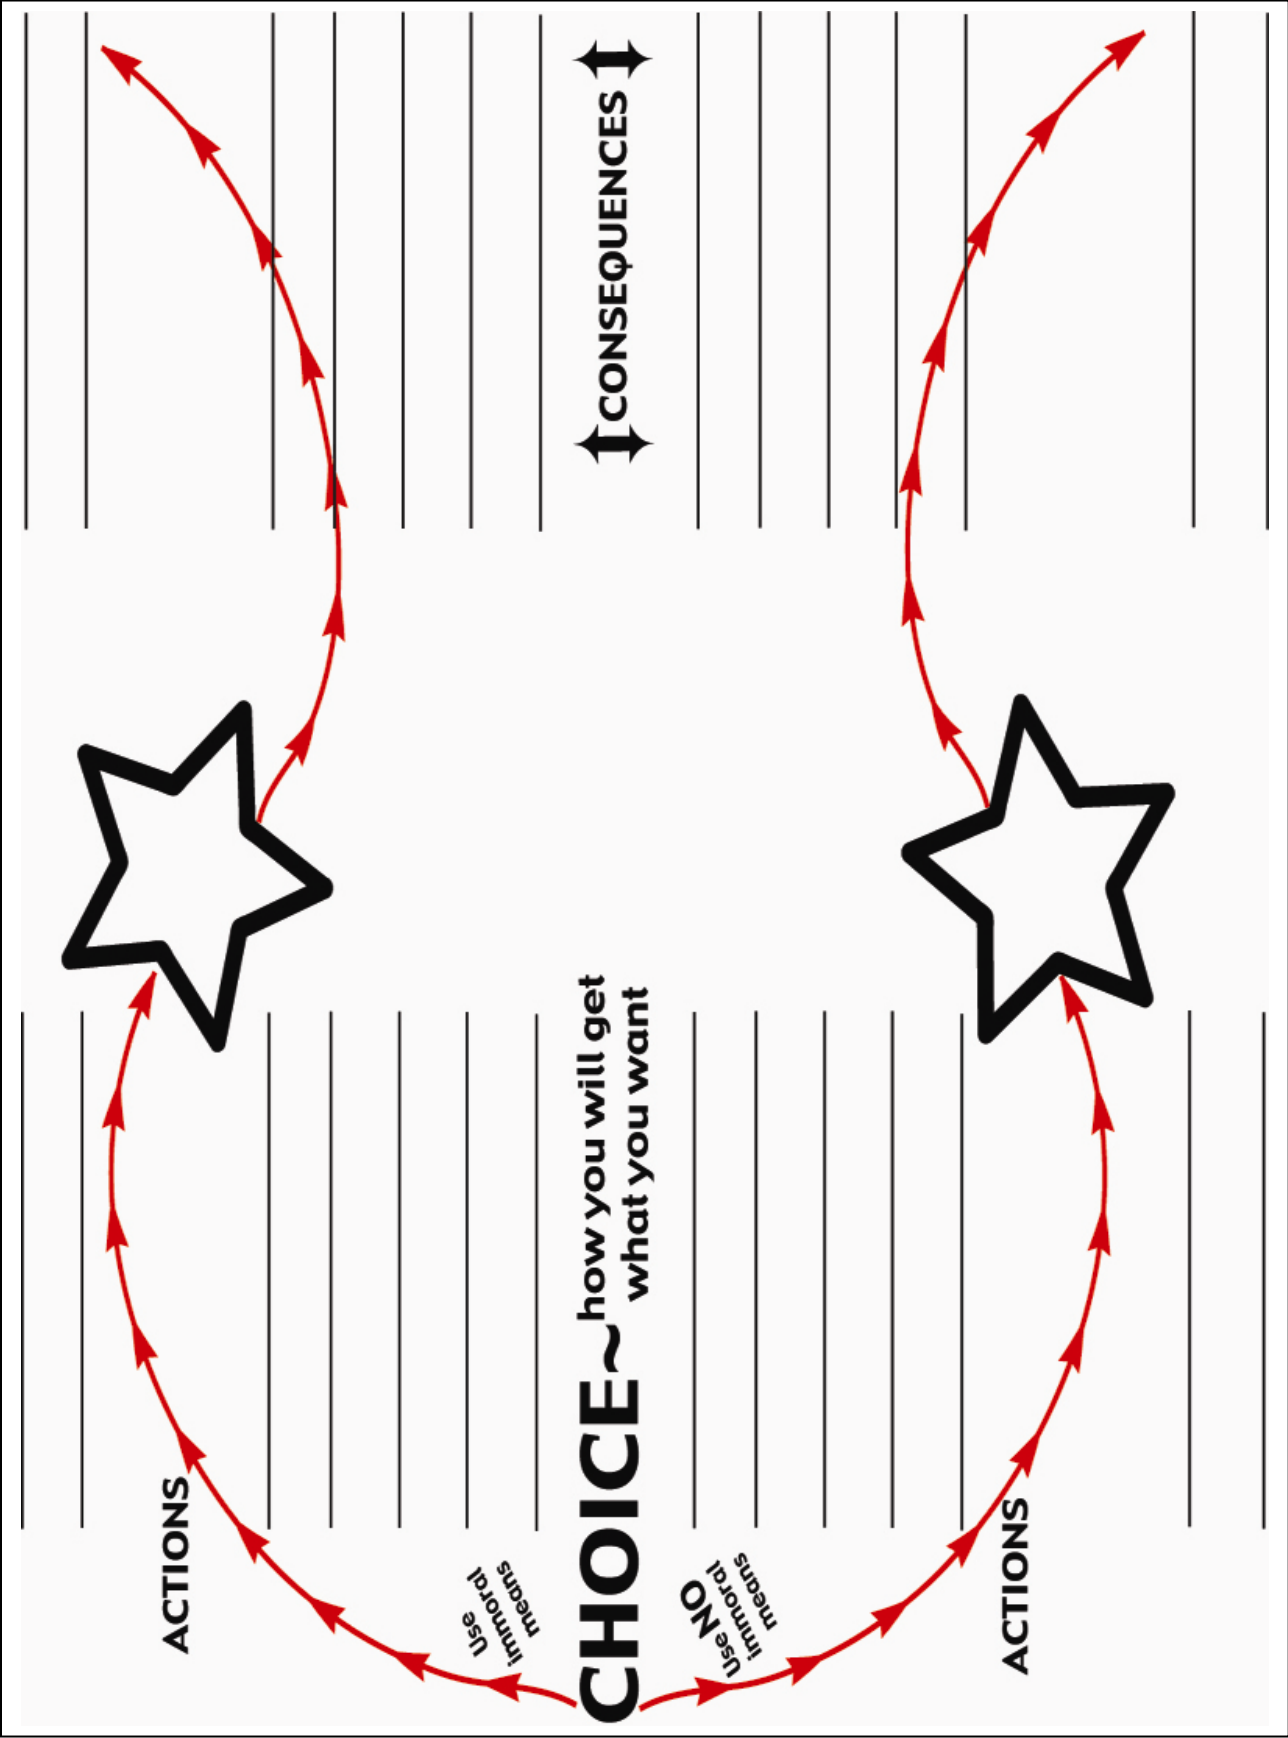 ACTIONS
Use
immoral
means
CHOICE~how you will get
what you want
CONSEQUENCES
Use NO
immoral
means
ACTIONS